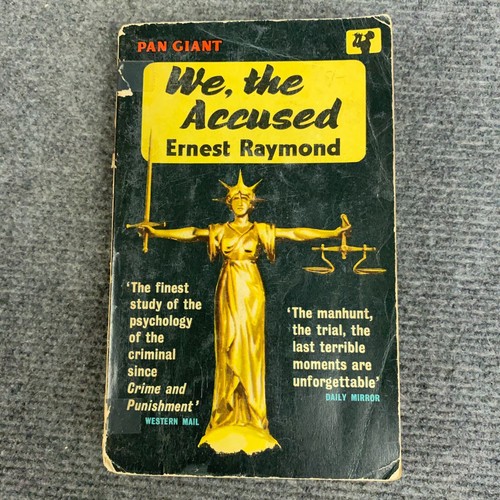 PAN GIANT
We, the
Accused
Ernest Raymond
'The finest
study of the
psychology
of the
criminal
since
Crime and
Punishment'
WESTERN MAIL
'The manhunt,
the trial, the
last terrible
moments are
unforgettable'
DAILY MIRROR